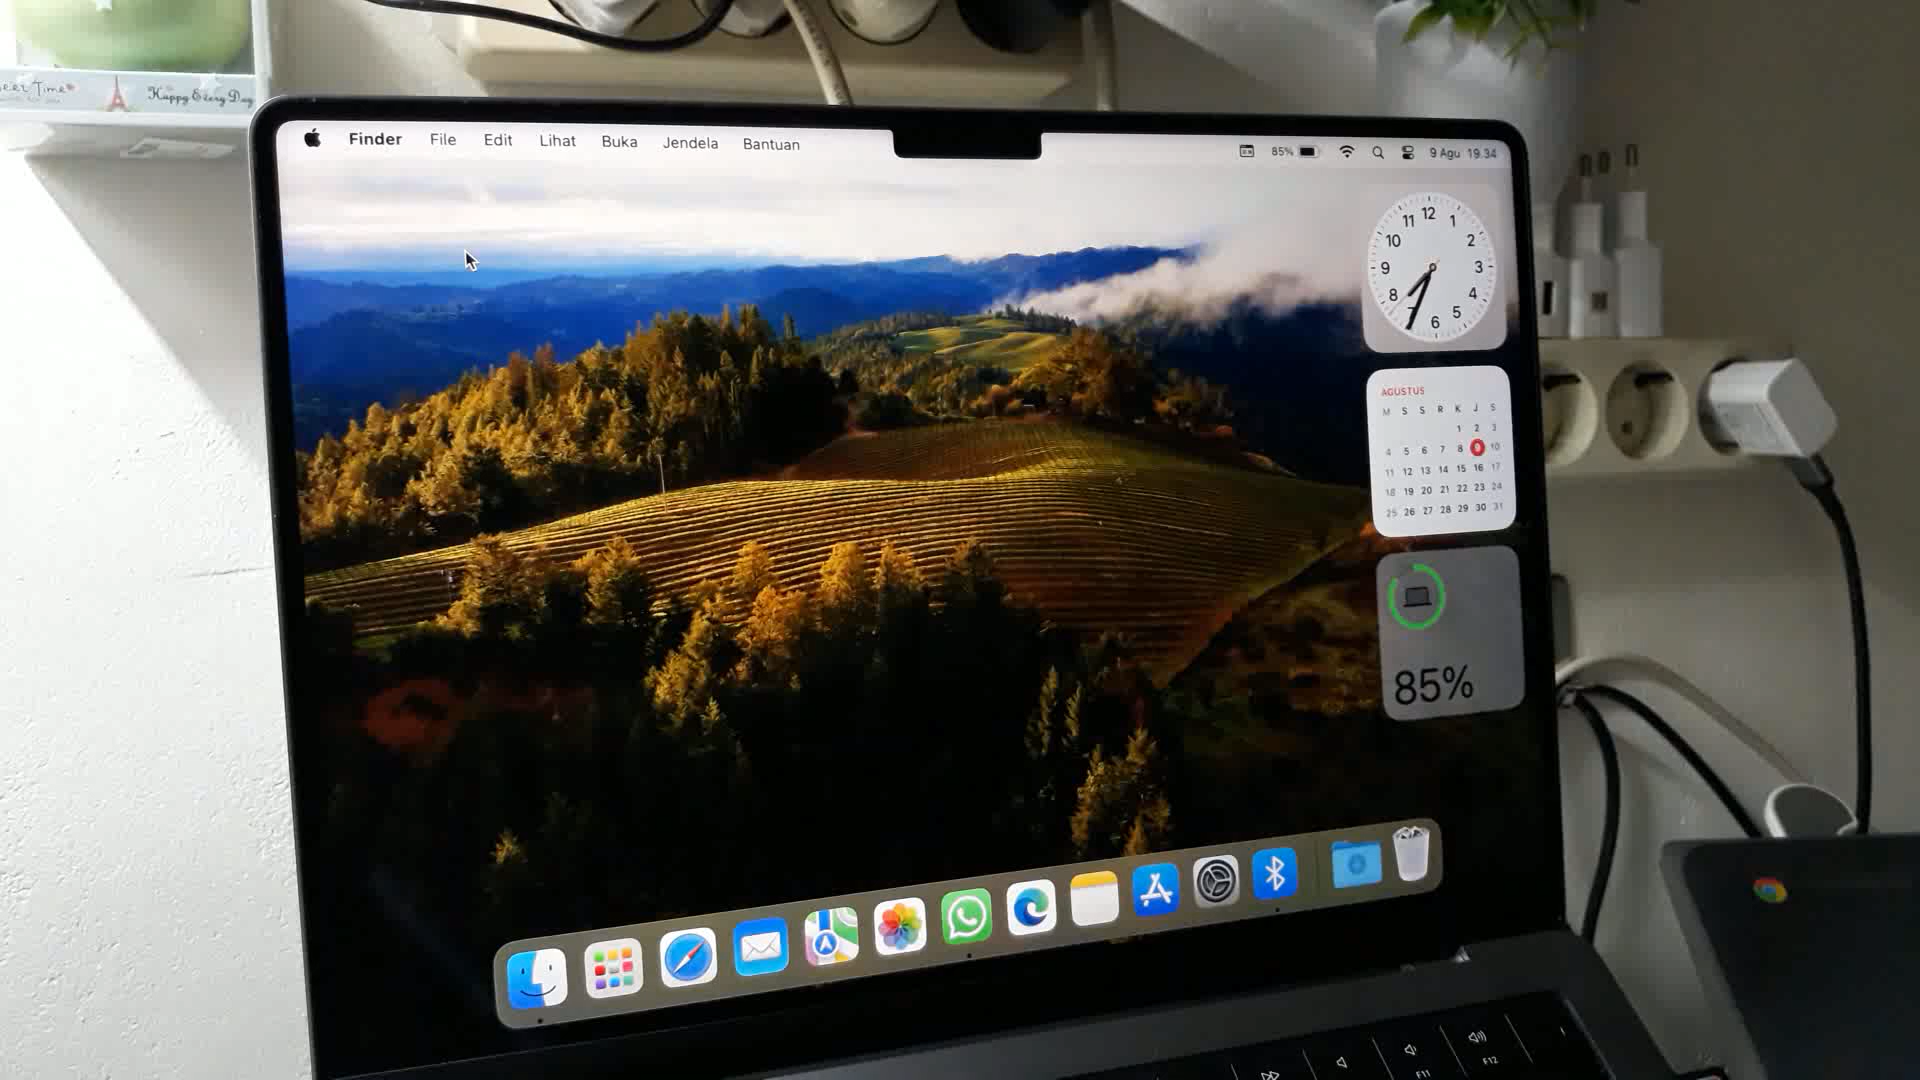 Happy Every Day
Finder File Edit Lihat Buka Jendela Bantuan
85% 9 Agu 19.34
12
11 1
10 2
9 3
8 4
7 5
6
AGUSTUS
M S S R K J S
1 2 3
4 5 6 7 8 9 10
11 12 13 14 15 16 17
18 19 20 21 22 23 24
25 26 27 28 29 30 31
85%
F11 F12